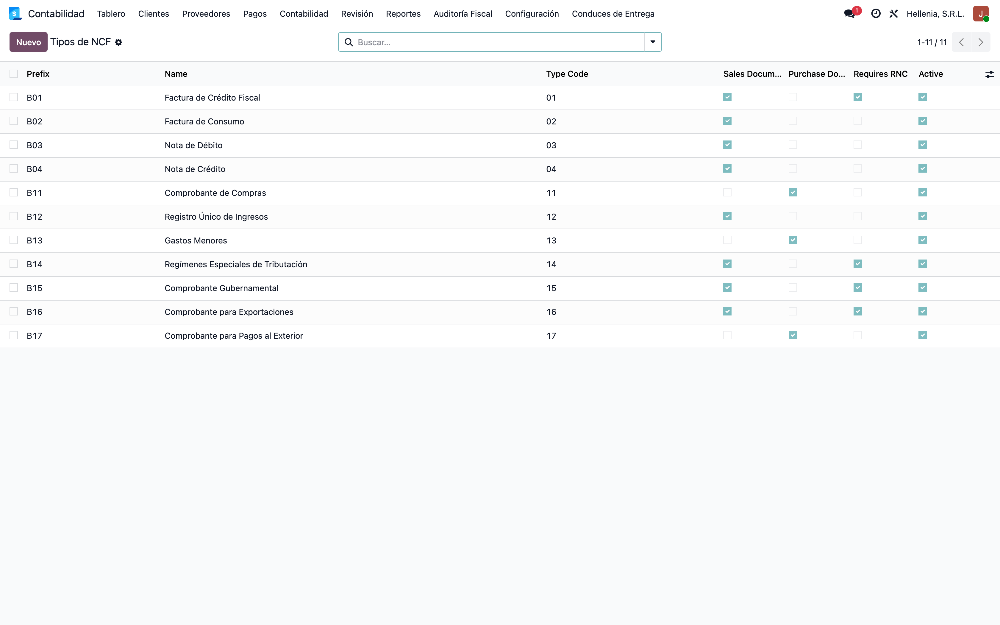 Contabilidad Tablero Clientes Proveedores Pagos Contabilidad Revisión Reportes Auditoría Fiscal Configuración Conduces de Entrega 1 Hellenia, S.R.L. J
Nuevo Tipos de NCF Buscar... 1-11 / 11
Prefix Name Type Code Sales Docum... Purchase Do... Requires RNC Active
B01 Factura de Crédito Fiscal 01
B02 Factura de Consumo 02
B03 Nota de Débito 03
B04 Nota de Crédito 04
B11 Comprobante de Compras 11
B12 Registro Único de Ingresos 12
B13 Gastos Menores 13
B14 Regímenes Especiales de Tributación 14
B15 Comprobante Gubernamental 15
B16 Comprobante para Exportaciones 16
B17 Comprobante para Pagos al Exterior 17